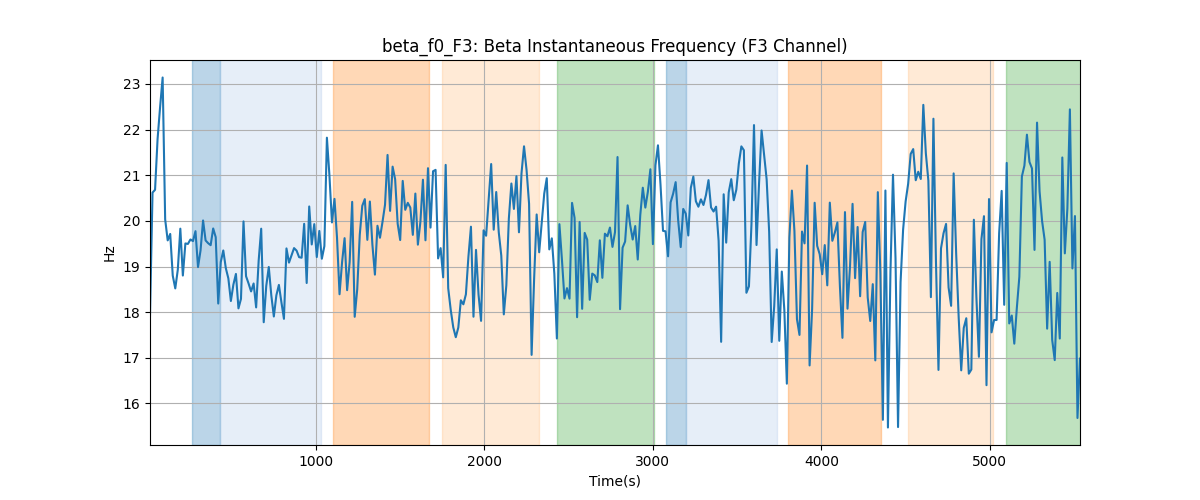 beta_f0_F3: Beta Instantaneous Frequency (F3 Channel)
23
22
21
20
19
18
17
16
Hz
1000 2000 3000 4000 5000
Time(s)